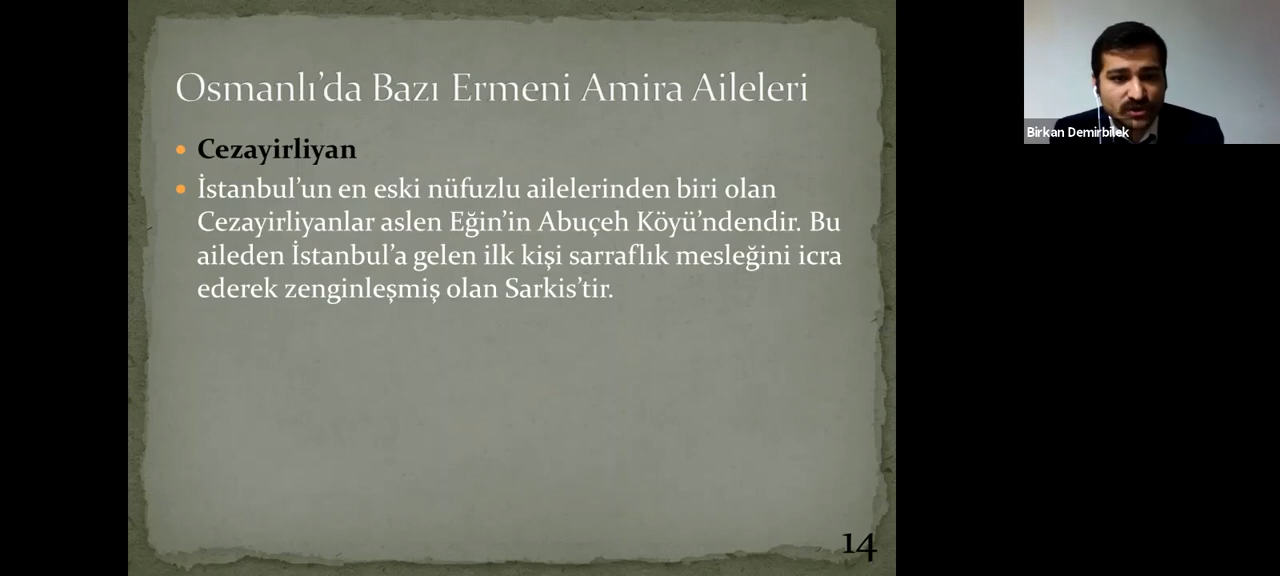 Osmanlı'da Bazı Ermeni Amira Aileleri
Cezayirliyan
İstanbul'un en eski nüfuzlu ailelerinden biri olan
Cezayirliyanlar aslen Eğin'in Abuçeh Köyü'ndendir. Bu
aileden İstanbul'a gelen ilk kişi sarraflık mesleğini icra
ederek zenginleşmiş olan Sarkis'tir.
14
Birkan Demirbilek